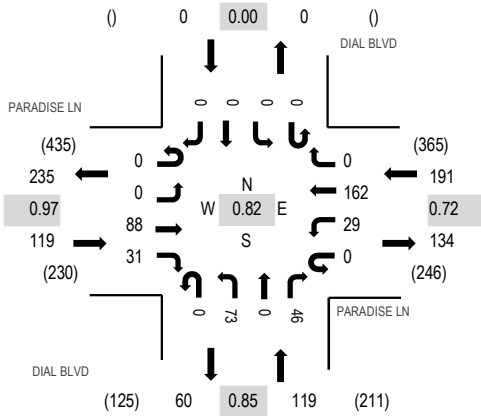 () 0 0.00 0 ()
DIAL BLVD
0 0 0 0
PARADISE LN
(435) 0 0 (365)
235 191
0 162
0.97 N 0.72
W 0.82 E
88 29
119 S 134
31 0
(230) (246)
0 73 0 46
PARADISE LN
DIAL BLVD
(125) 60 0.85 119 (211)